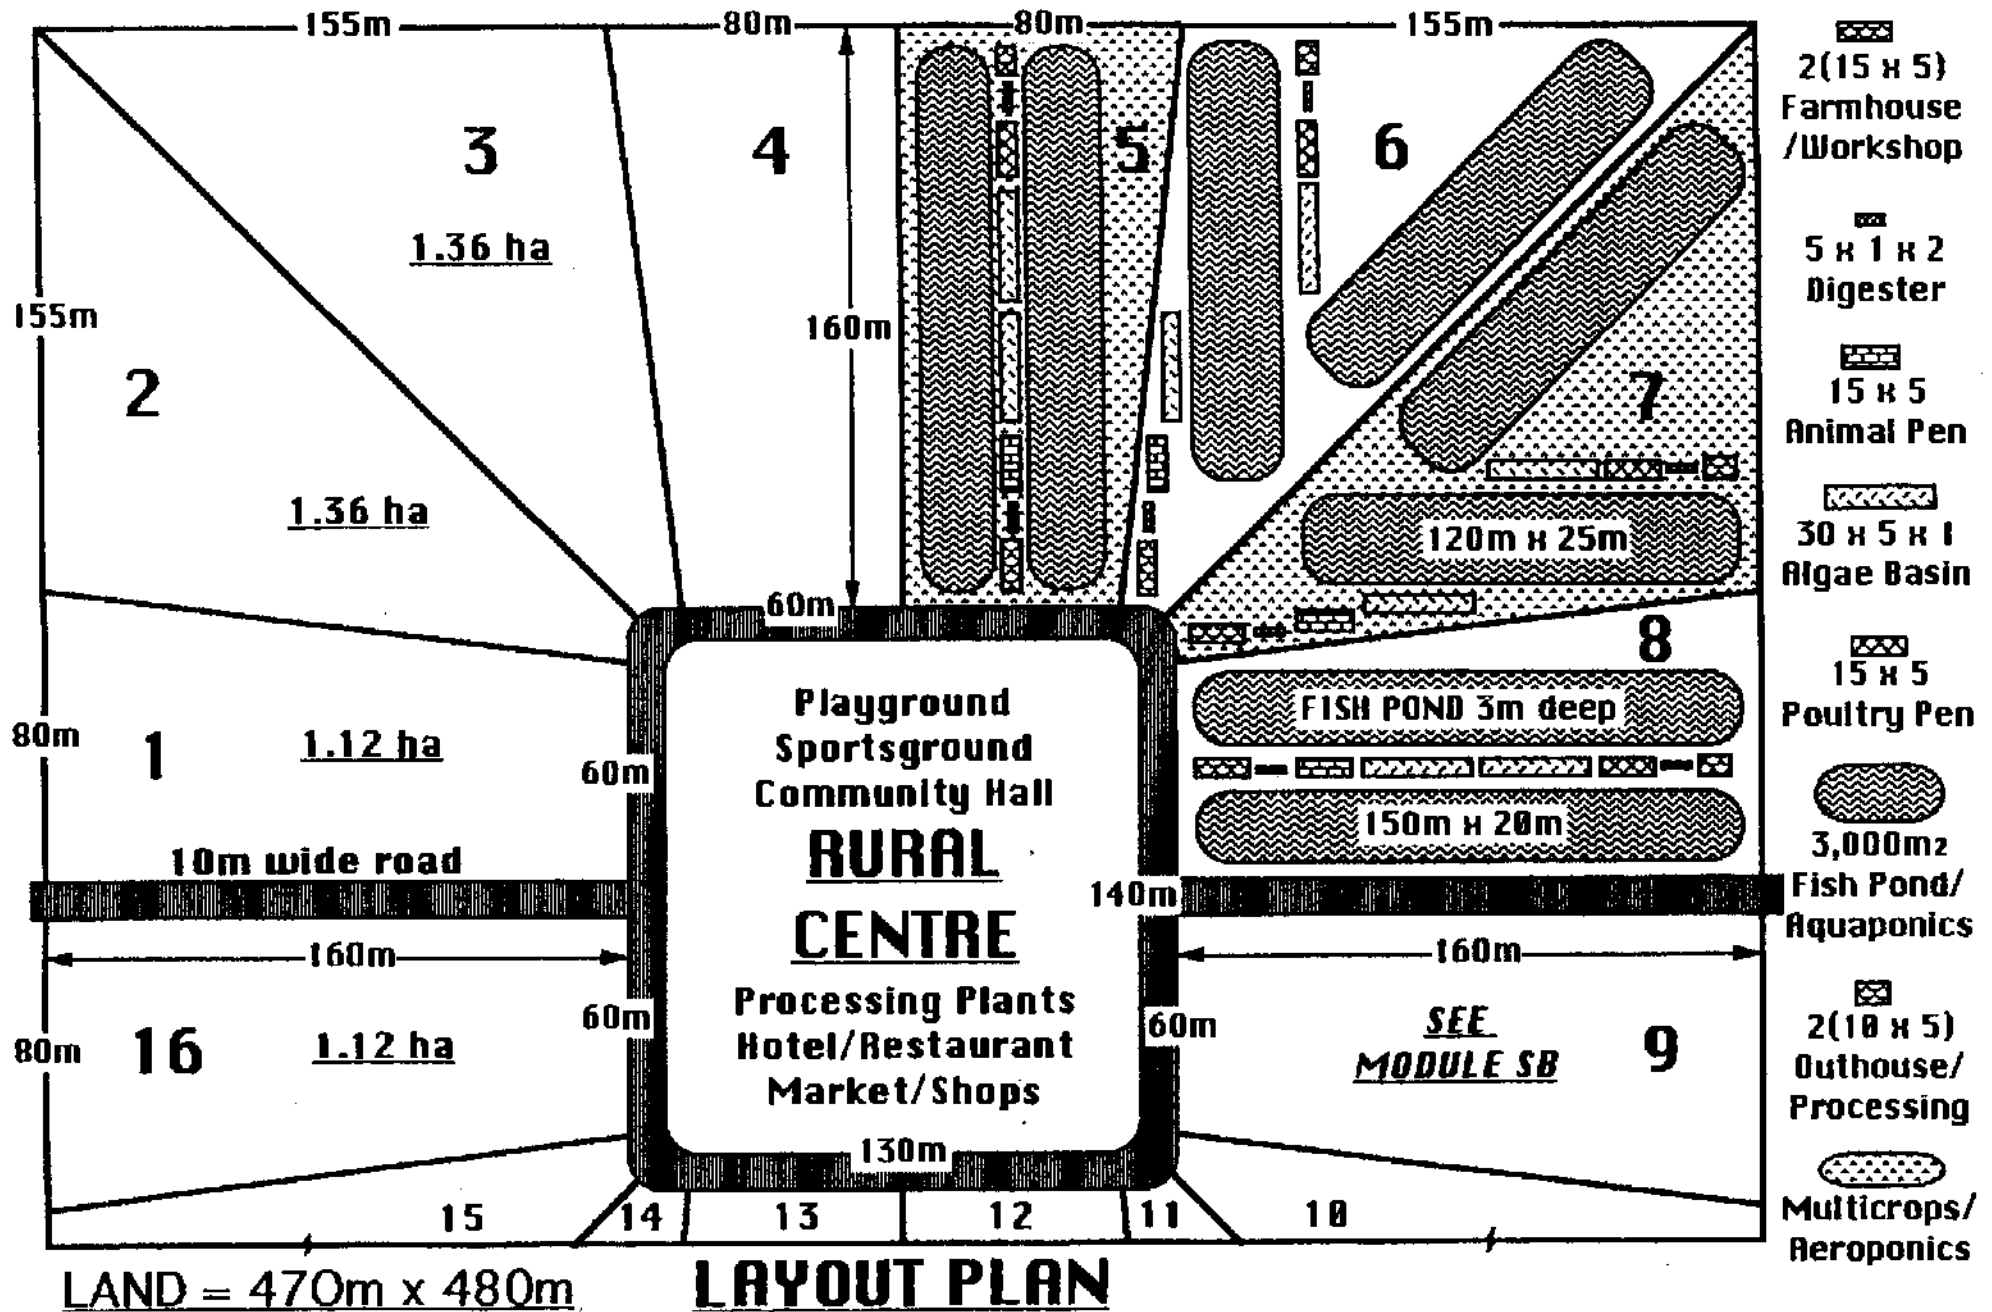 155m
80m
80m
155m
3
4
5
6
1.36 ha
155m
160m
2
7
1.36 ha
120m x 25m
60m
8
FISH POND 3m deep
80m
1
1.12 ha
60m
150m x 20m
10m wide road
140m
Playground
Sportsground
Community Hall
RURAL
CENTRE
Processing Plants
Hotel/Restaurant
Market/Shops
130m
160m
160m
60m
60m
80m
16
1.12 ha
SEE
MODULE SB
9
15
14
13
12
11
10
LAND = 470m x 480m
LAYOUT PLAN
2(15 x 5)
Farmhouse
/Workshop
5 x 1 x 2
Digester
15 x 5
Animal Pen
30 x 5 x 1
Algae Basin
15 x 5
Poultry Pen
3,000m2
Fish Pond/
Aquaponics
2(10 x 5)
Outhouse/
Processing
Multicrops/
Aeroponics